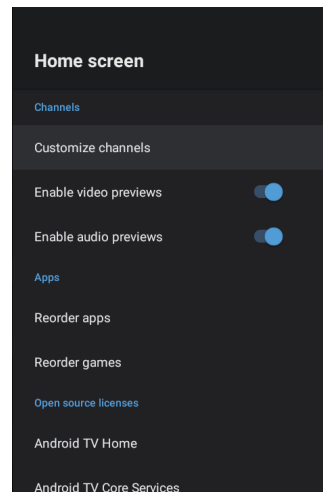 Home screen
Channels
Customize channels
Enable video previews
Enable audio previews
Apps
Reorder apps
Reorder games
Open source licenses
Android TV Home
Android TV Core Services